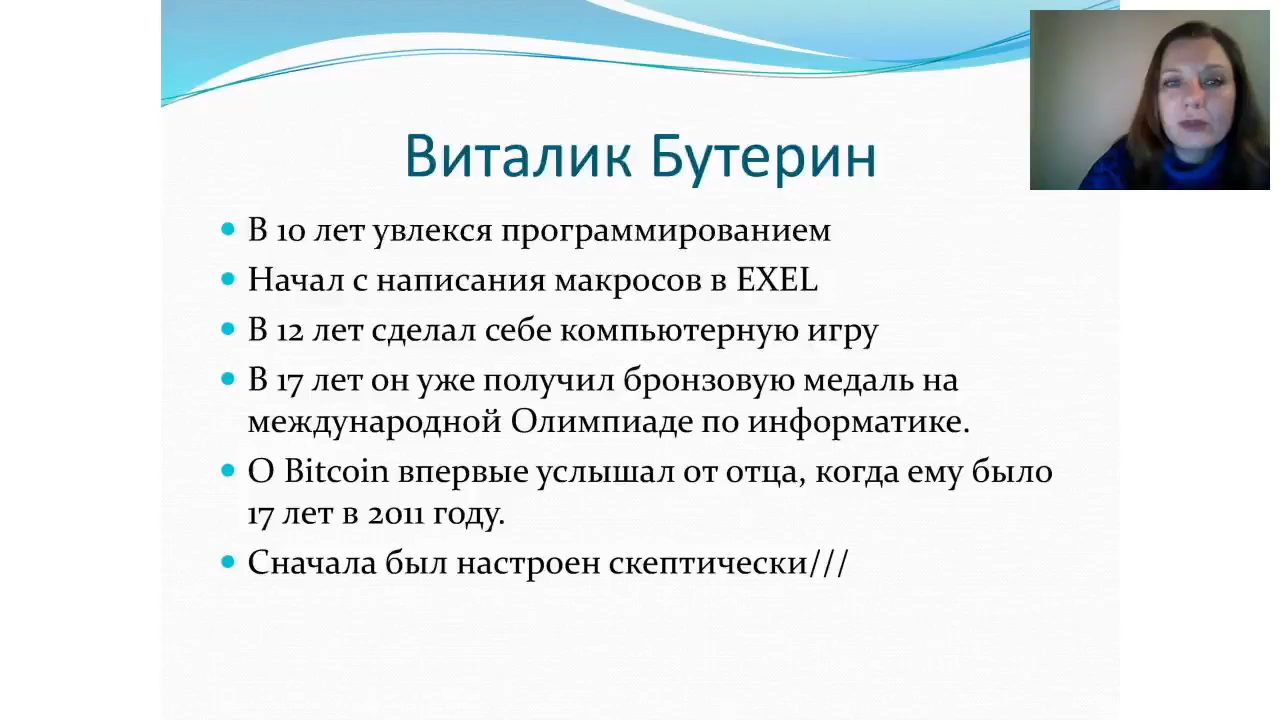 Виталик Бутерин
В 10 лет увлекся программированием
Начал с написания макросов в EXEL
В 12 лет сделал себе компьютерную игру
В 17 лет он уже получил бронзовую медаль на
международной Олимпиаде по информатике.
О Bitcoin впервые услышал от отца, когда ему было
17 лет в 2011 году.
Сначала был настроен скептически///